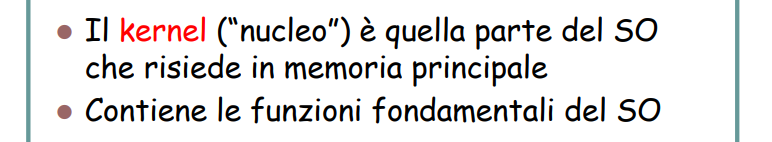 Il kernel (“nucleo”) è quella parte del SO
che risiede in memoria principale
Contiene le funzioni fondamentali del SO